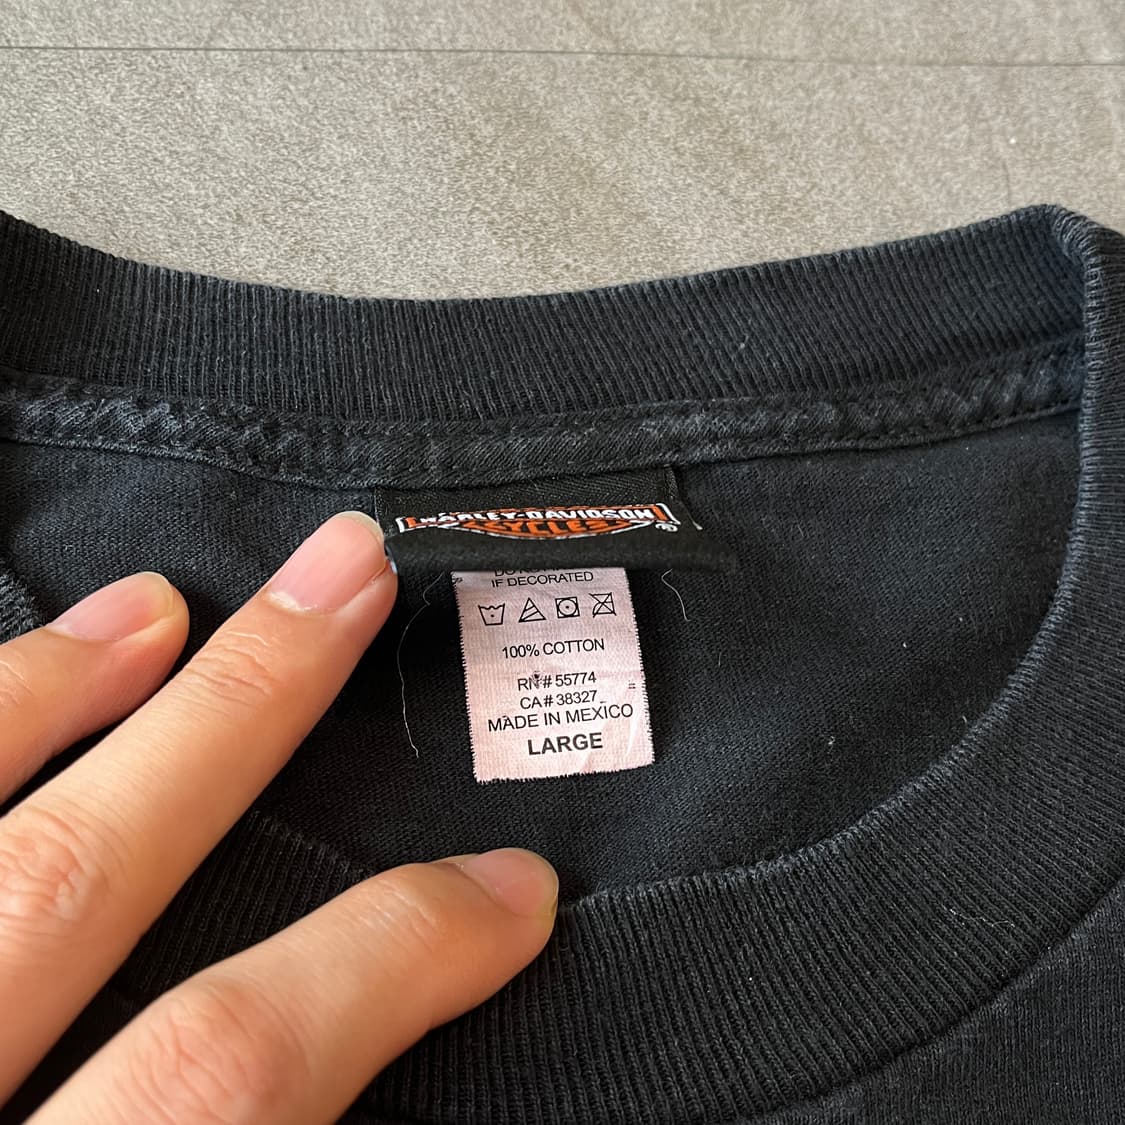 HARLEY-DAVIDSON
CYCLES
®
IF DECORATED
100% COTTON
RN# 55774
CA# 38327
MADE IN MEXICO
LARGE